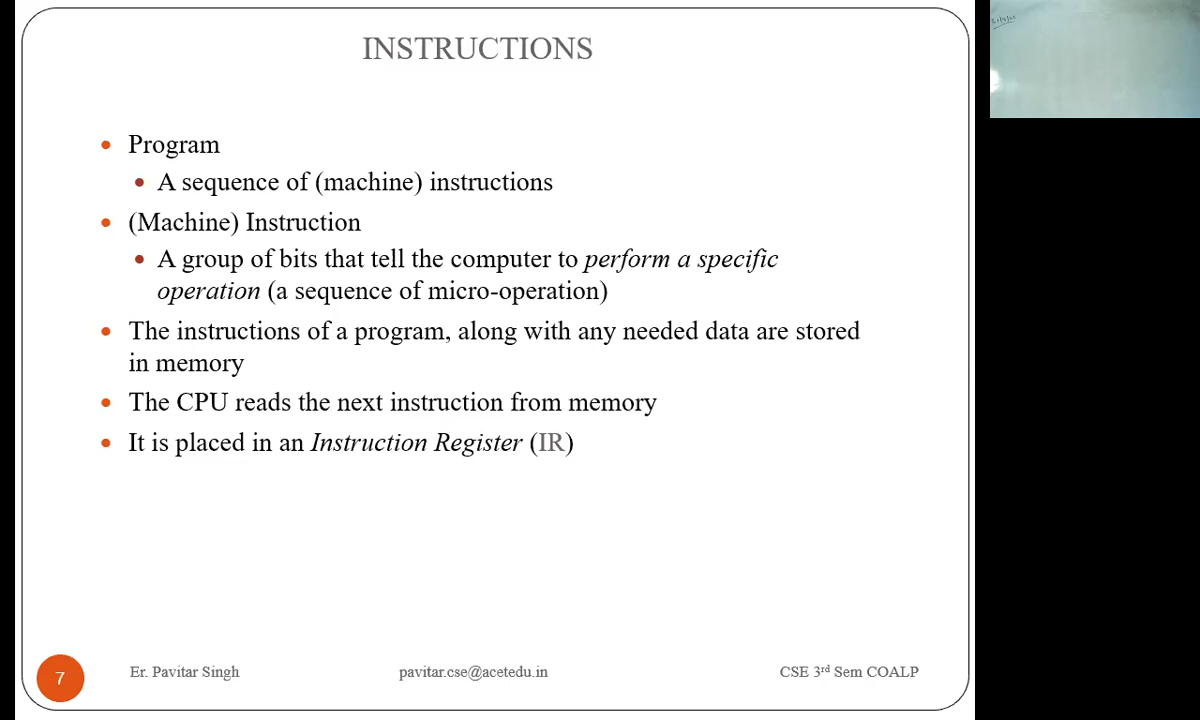 INSTRUCTIONS
• Program
• A sequence of (machine) instructions
• (Machine) Instruction
• A group of bits that tell the computer to perform a specific
operation (a sequence of micro-operation)
• The instructions of a program, along with any needed data are stored
in memory
• The CPU reads the next instruction from memory
• It is placed in an Instruction Register (IR)
7
Er. Pavitar Singh
pavitar.cse@acetedu.in
CSE 3rd Sem COALP